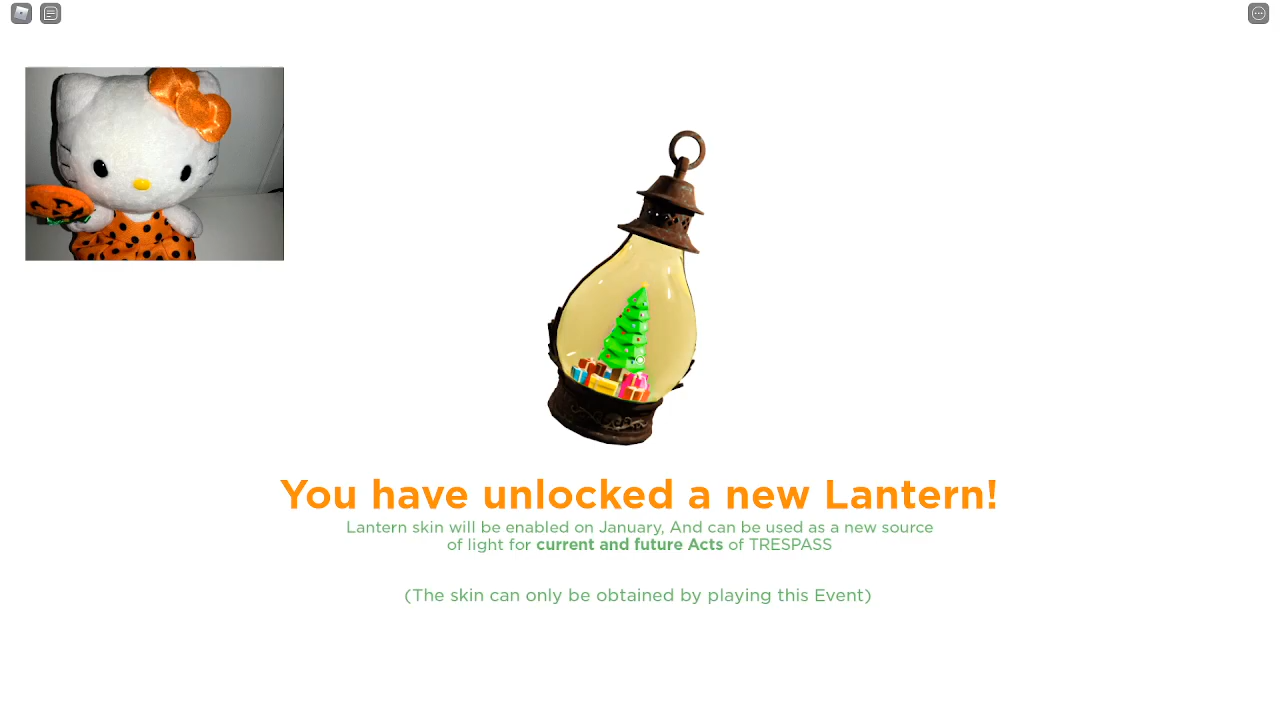 You have unlocked a new Lantern!
Lantern skin will be enabled on January, And can be used as a new source
of light for current and future Acts of TRESPASS
(The skin can only be obtained by playing this Event)